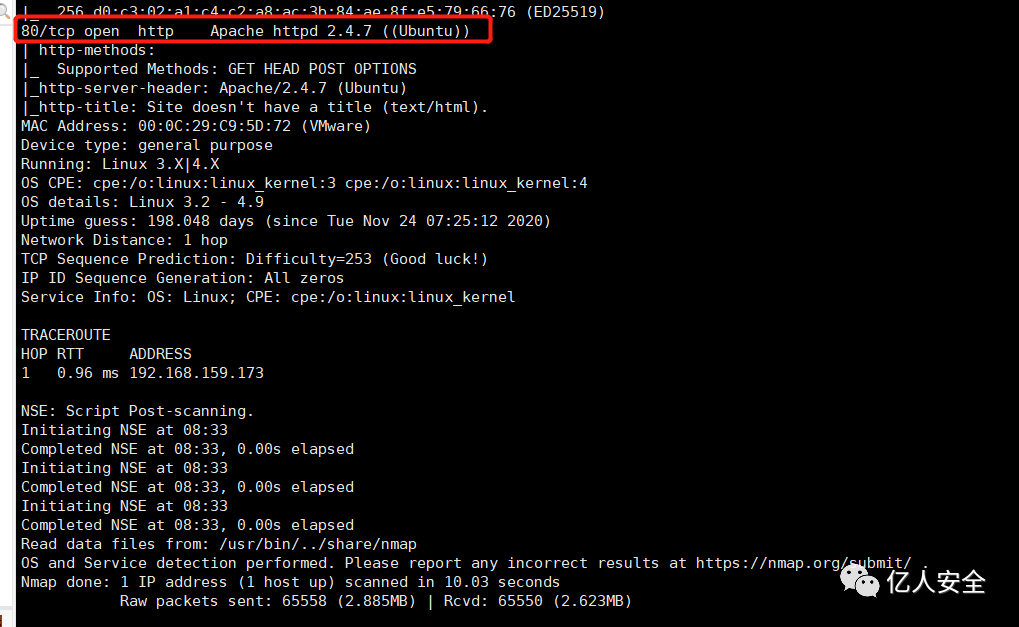 |_  256 d0:c3:02:a1:c4:c2:a8:ac:3b:84:ae:8f:e5:79:66:76 (ED25519)
80/tcp open  http    Apache httpd 2.4.7 ((Ubuntu))
| http-methods:
|_  Supported Methods: GET HEAD POST OPTIONS
|_http-server-header: Apache/2.4.7 (Ubuntu)
|_http-title: Site doesn't have a title (text/html).
MAC Address: 00:0C:29:C9:5D:72 (VMware)
Device type: general purpose
Running: Linux 3.X|4.X
OS CPE: cpe:/o:linux:linux_kernel:3 cpe:/o:linux:linux_kernel:4
OS details: Linux 3.2 - 4.9
Uptime guess: 198.048 days (since Tue Nov 24 07:25:12 2020)
Network Distance: 1 hop
TCP Sequence Prediction: Difficulty=253 (Good luck!)
IP ID Sequence Generation: All zeros
Service Info: OS: Linux; CPE: cpe:/o:linux:linux_kernel
TRACEROUTE
HOP RTT     ADDRESS
1   0.96 ms 192.168.159.173
NSE: Script Post-scanning.
Initiating NSE at 08:33
Completed NSE at 08:33, 0.00s elapsed
Initiating NSE at 08:33
Completed NSE at 08:33, 0.00s elapsed
Initiating NSE at 08:33
Completed NSE at 08:33, 0.00s elapsed
Read data files from: /usr/bin/../share/nmap
OS and Service detection performed. Please report any incorrect results at https://nmap.org/submit/ .
Nmap done: 1 IP address (1 host up) scanned in 10.03 seconds
Raw packets sent: 65558 (2.885MB) | Rcvd: 65550 (2.623MB)
亿人安全